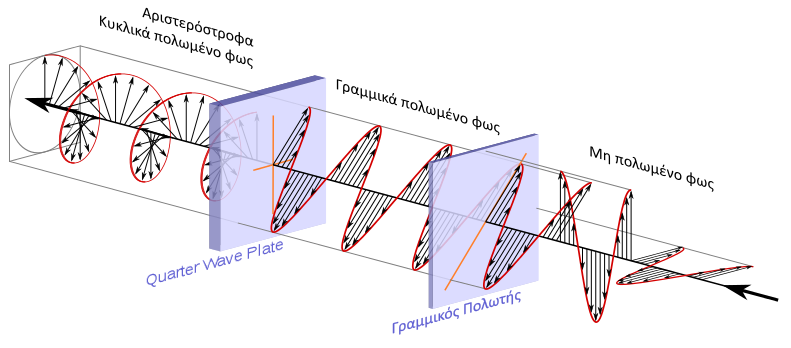 Αριστερόστροφα
Κυκλικά πολωμένο φως
Γραμμικά πολωμένο φως
Μη πολωμένο φως
Quarter Wave Plate
Γραμμικός Πολωτής